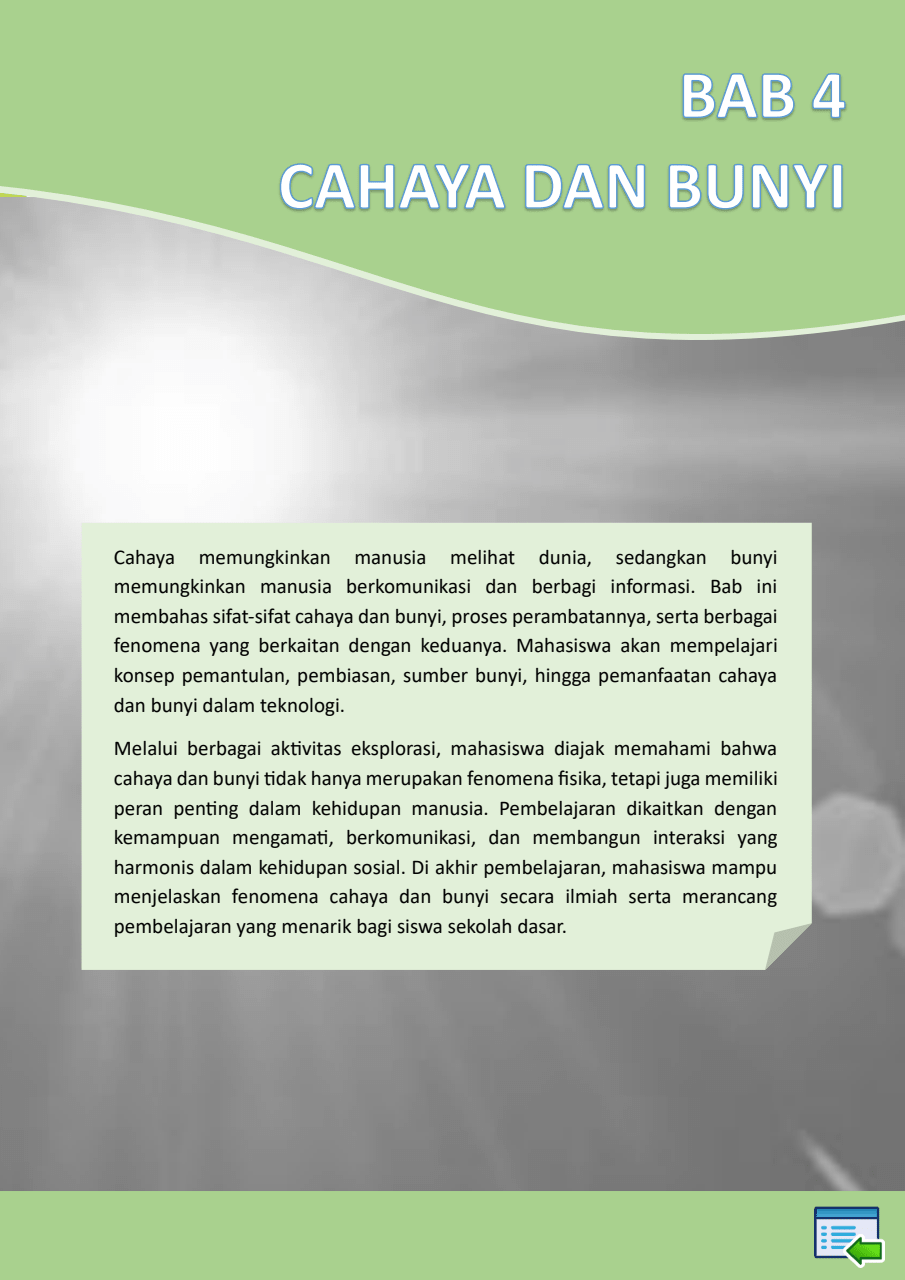 BAB 4
CAHAYA DAN BUNYI
Cahaya memungkinkan manusia melihat dunia, sedangkan bunyi
memungkinkan manusia berkomunikasi dan berbagi informasi. Bab ini
membahas sifat-sifat cahaya dan bunyi, proses perambatannya, serta berbagai
fenomena yang berkaitan dengan keduanya. Mahasiswa akan mempelajari
konsep pemantulan, pembiasan, sumber bunyi, hingga pemanfaatan cahaya
dan bunyi dalam teknologi.
Melalui berbagai aktivitas eksplorasi, mahasiswa diajak memahami bahwa
cahaya dan bunyi tidak hanya merupakan fenomena fisika, tetapi juga memiliki
peran penting dalam kehidupan manusia. Pembelajaran dikaitkan dengan
kemampuan mengamati, berkomunikasi, dan membangun interaksi yang
harmonis dalam kehidupan sosial. Di akhir pembelajaran, mahasiswa mampu
menjelaskan fenomena cahaya dan bunyi secara ilmiah serta merancang
pembelajaran yang menarik bagi siswa sekolah dasar.